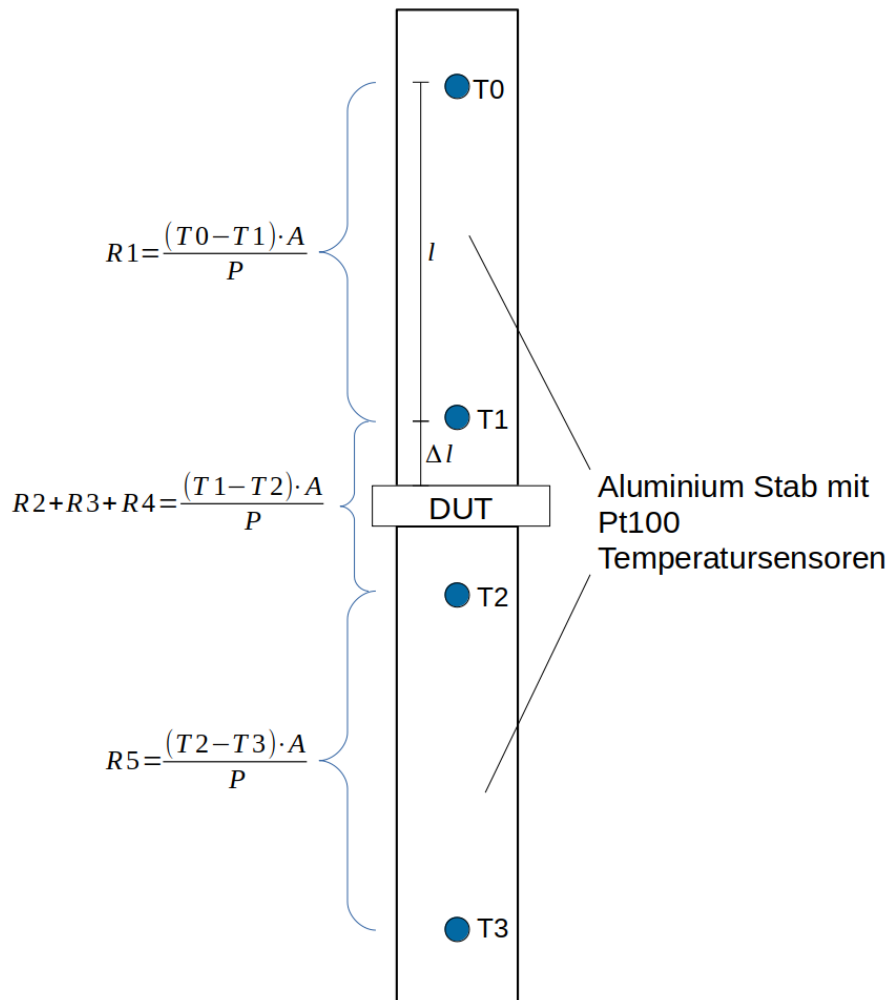 T0
R1=(T0−T1)·A/P
l
T1
Δl
R2+R3+R4=(T1−T2)·A/P
DUT
Aluminium Stab mit
Pt100
Temperatursensoren
T2
R5=(T2−T3)·A/P
T3